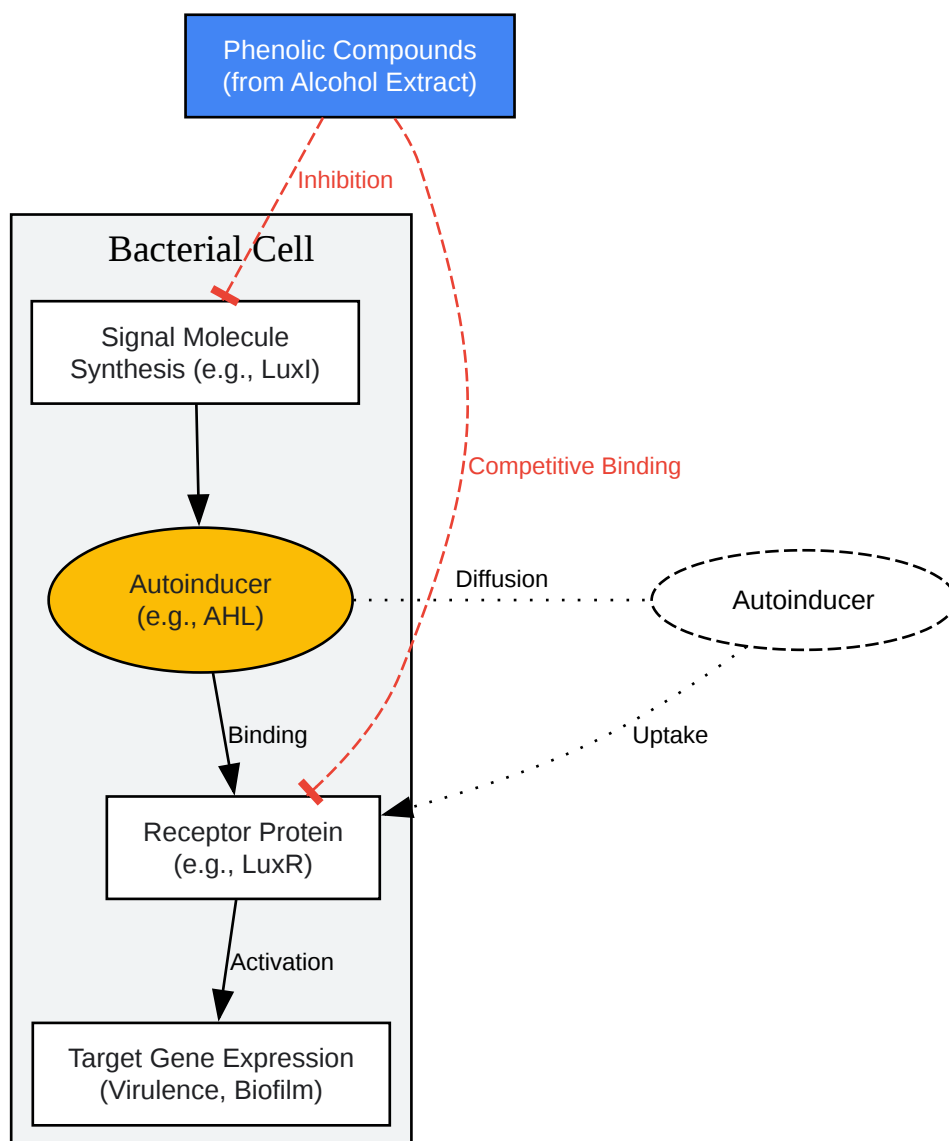 Phenolic Compounds
(from Alcohol Extract)
Inhibition
Bacterial Cell
Signal Molecule
Synthesis (e.g., LuxI)
Competitive Binding
Autoinducer
(e.g., AHL)
Diffusion
Autoinducer
Binding
Uptake
Receptor Protein
(e.g., LuxR)
Activation
Target Gene Expression
(Virulence, Biofilm)